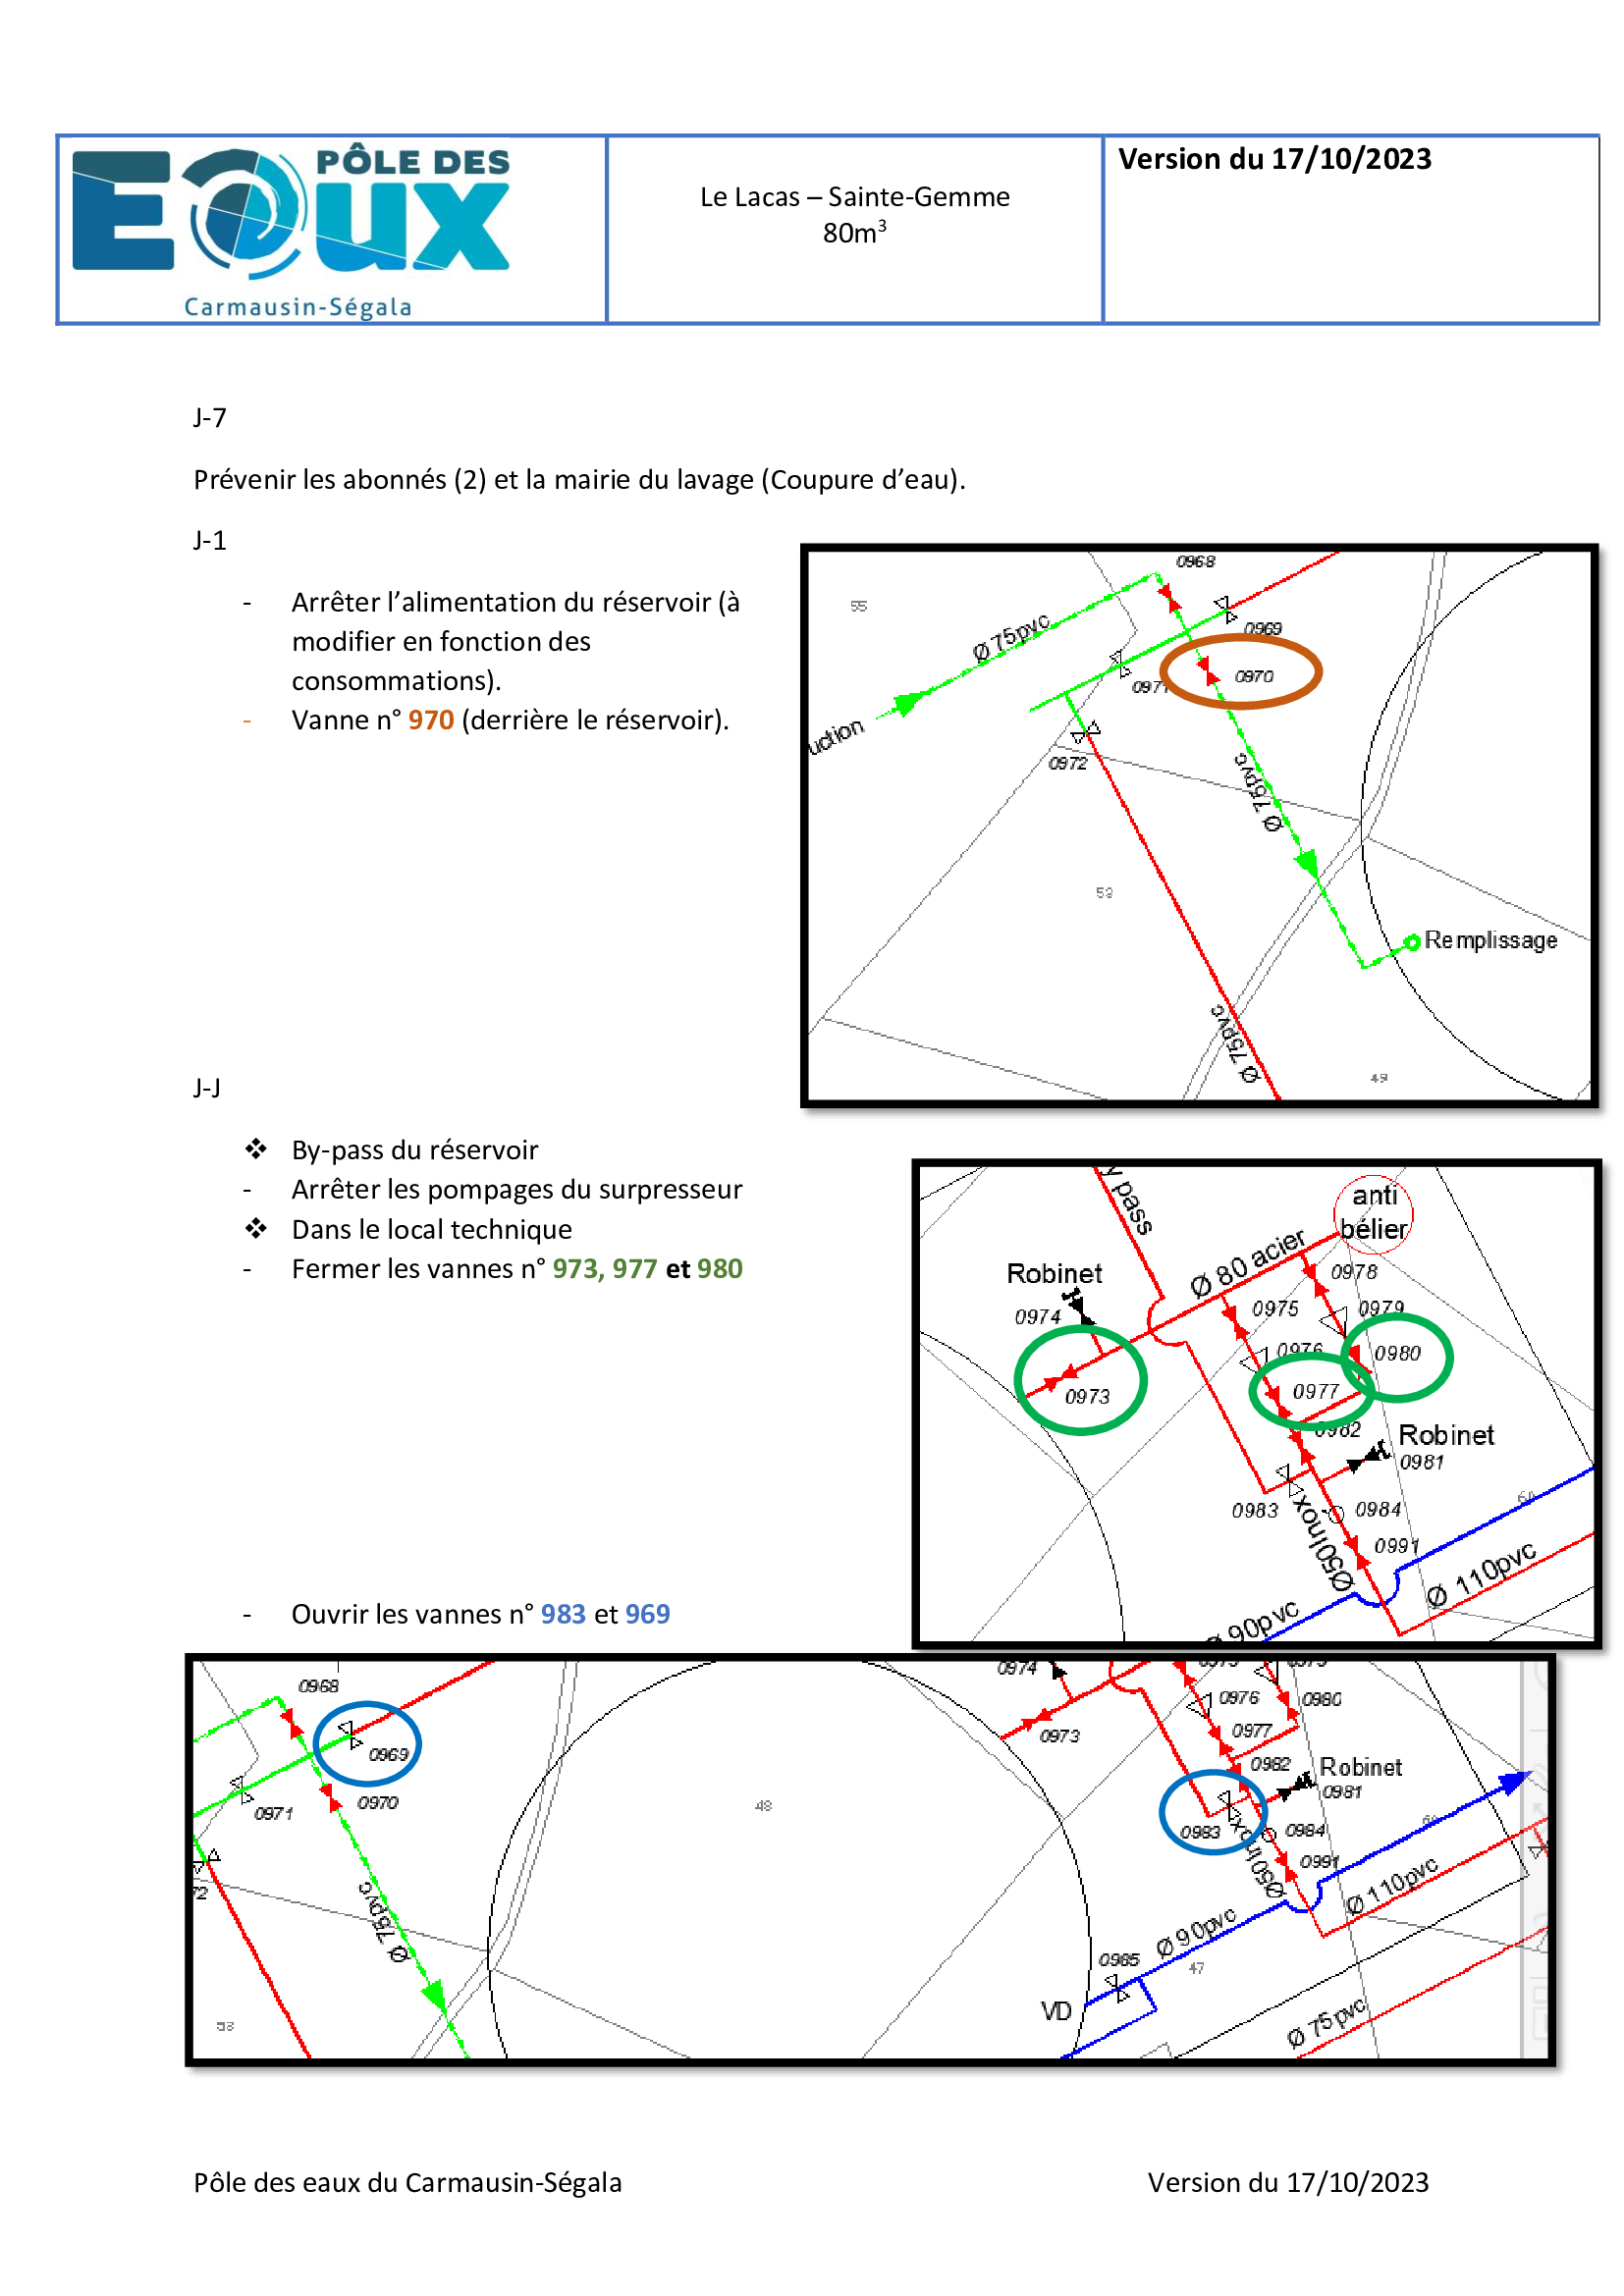 PÔLE DES
EAUX
Carmausin-Ségala
Le Lacas – Sainte-Gemme
80m³
Version du 17/10/2023
J-7
Prévenir les abonnés (2) et la mairie du lavage (Coupure d’eau).
J-1
- Arrêter l’alimentation du réservoir (à
modifier en fonction des
consommations).
- Vanne n° 970 (derrière le réservoir).
0968
55
Ø 75pvc
0969
0971
0970
uction
0972
Ø 75pvc
53
Remplissage
Ø 75pvc
49
J-J
❖ By-pass du réservoir
- Arrêter les pompages du surpresseur
❖ Dans le local technique
- Fermer les vannes n° 973, 977 et 980
y pass
anti
bélier
Ø 80 acier
Robinet
0978
0974
0975
0979
0976
0980
0973
0977
0982
Robinet
0981
0983
0984
Ø50Inox
0991
Ø 110pvc
Ø 90pvc
- Ouvrir les vannes n° 983 et 969
0968
0974
0969
0976
0980
0973
0977
0982
Robinet
0981
0970
0971
48
0983
0984
Ø50Inox
0991
72
Ø 75pvc
Ø 110pvc
Ø 90pvc
0985
47
VD
53
Ø 75pvc
Pôle des eaux du Carmausin-Ségala
Version du 17/10/2023